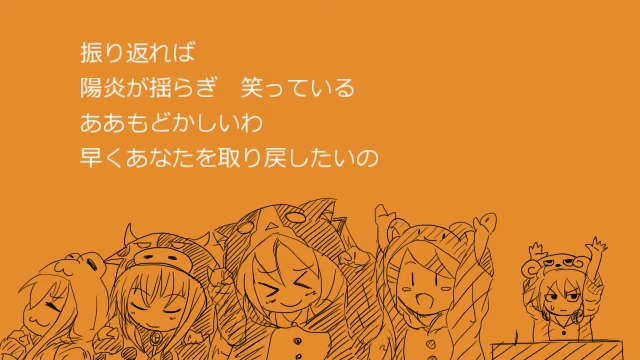 振り返れば
陽炎が揺らぎ　笑っている
ああもどかしいわ
早くあなたを取り戻したいの